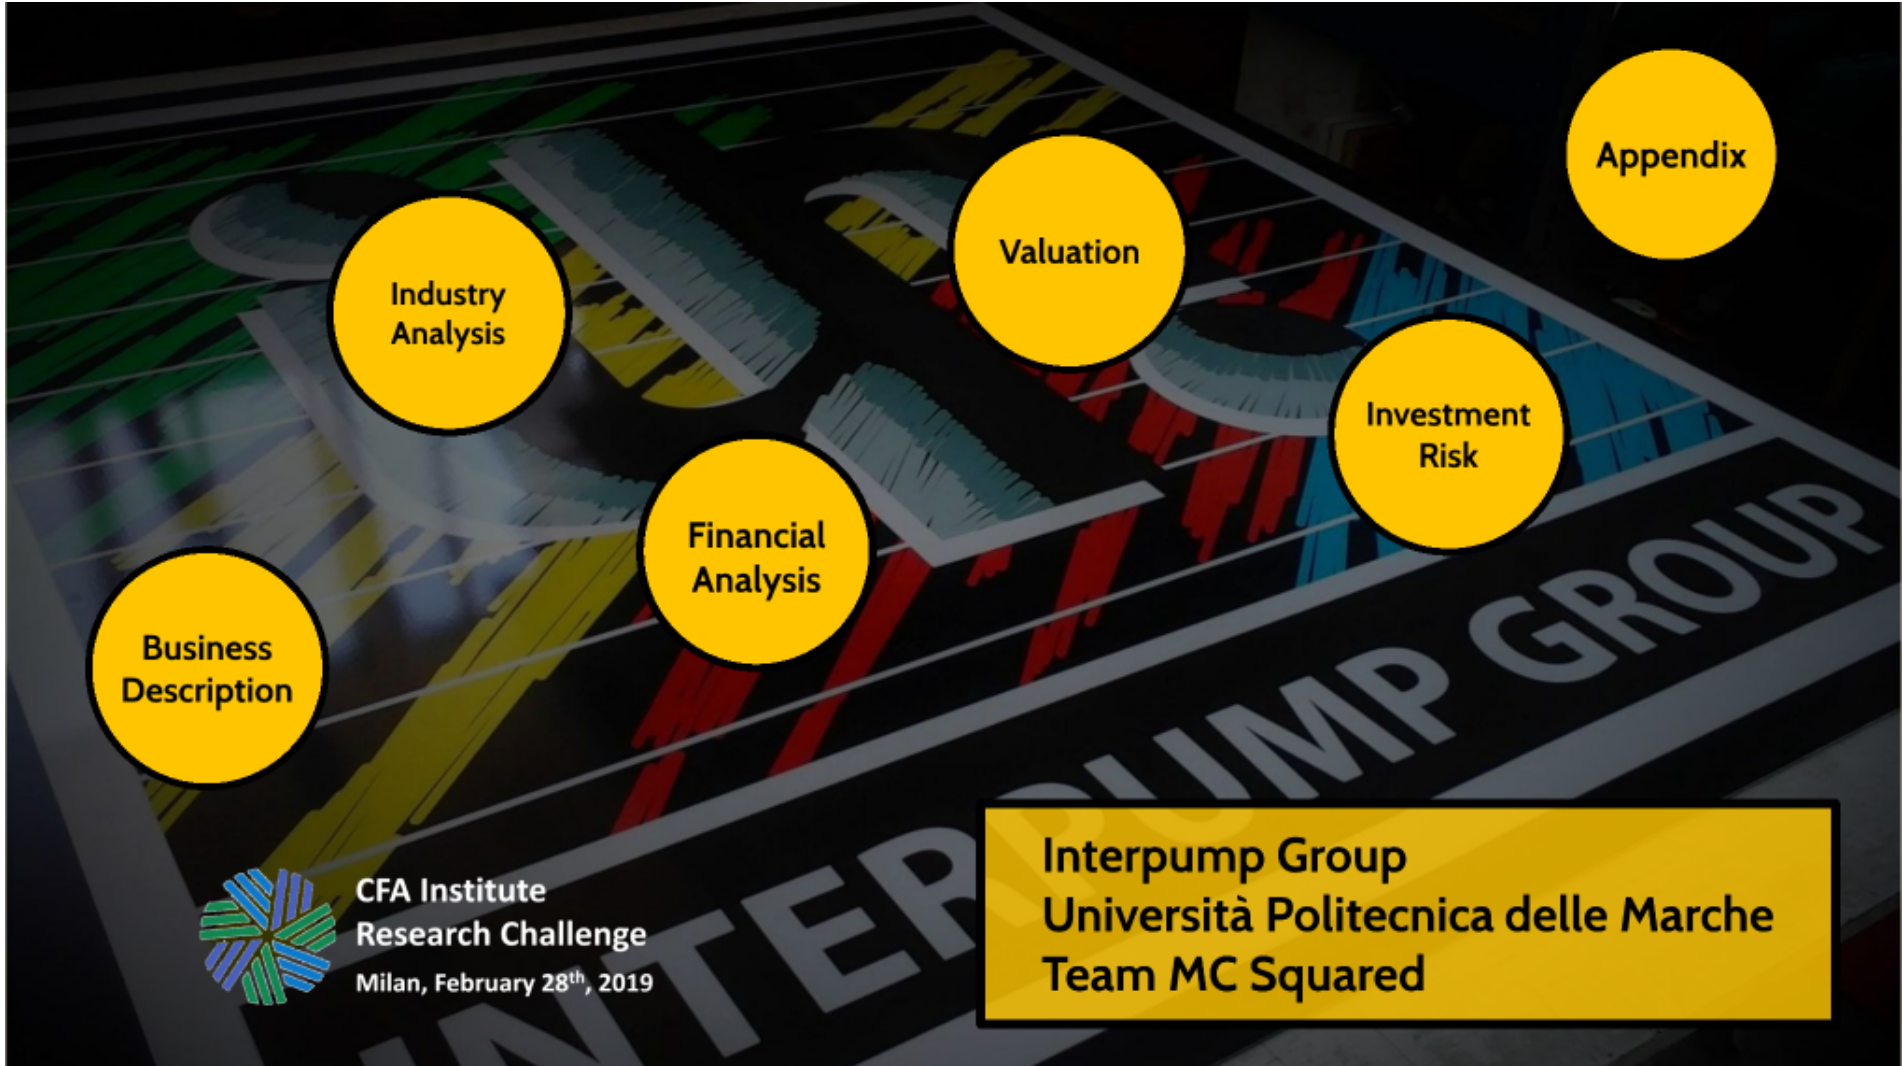 Appendix
Valuation
Industry
Analysis
Investment
Risk
Financial
Analysis
Business
Description
INTERPUMP GROUP
Interpump Group
Università Politecnica delle Marche
Team MC Squared
CFA Institute
Research Challenge
Milan, February 28th, 2019